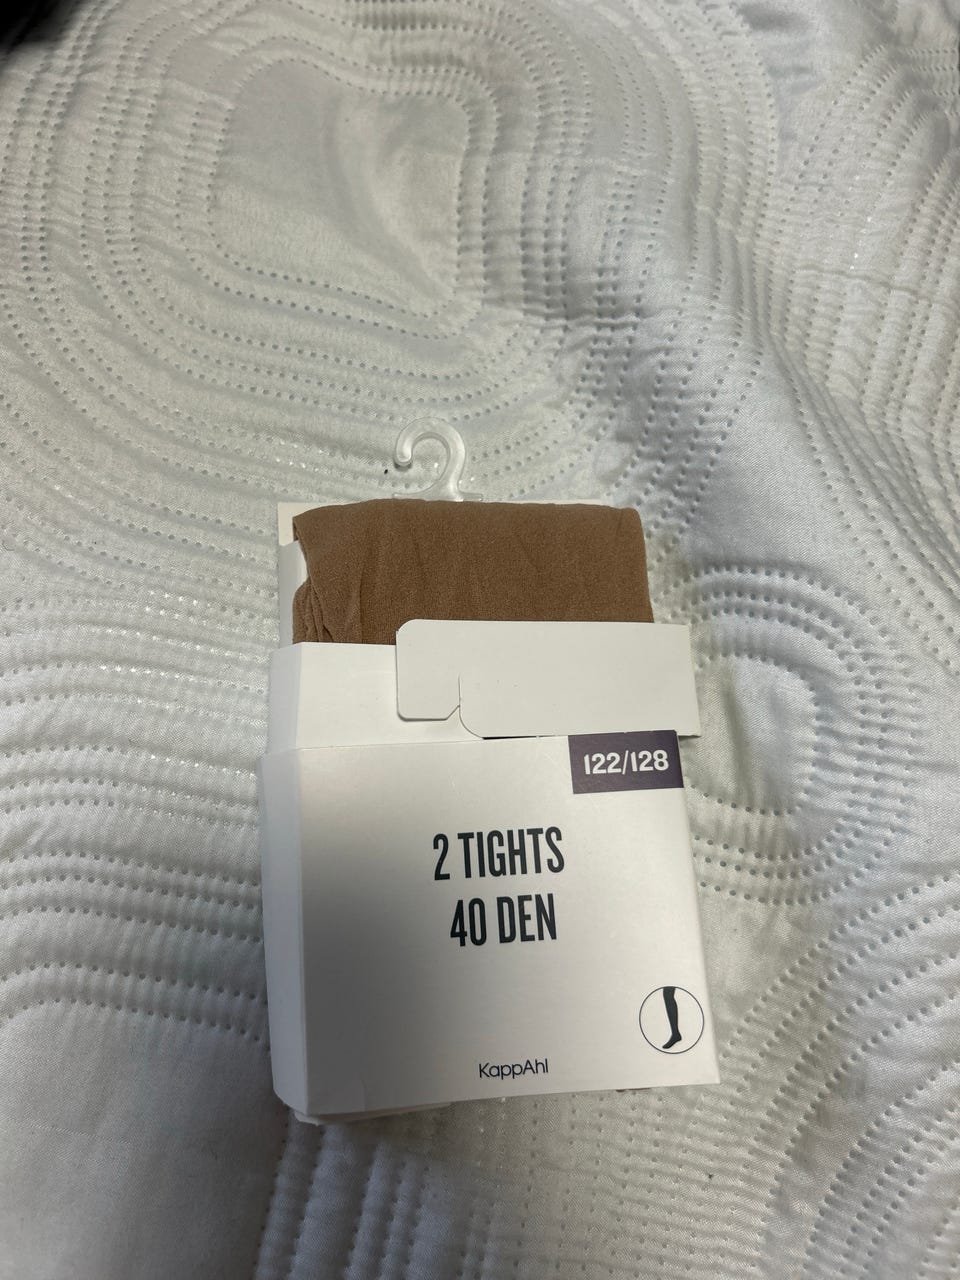 122/128
2 TIGHTS
40 DEN
KappAhl